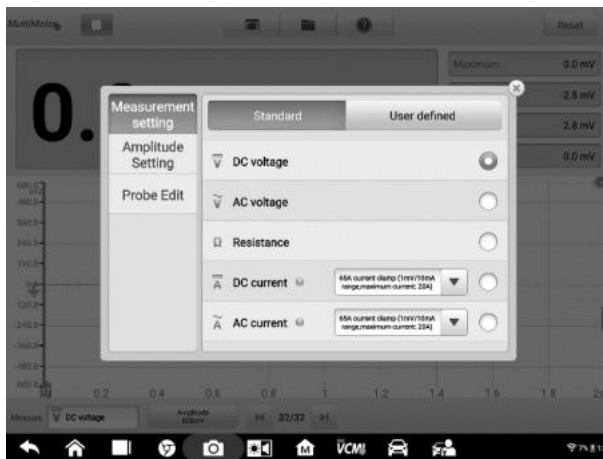 MultiMeter
Reset
Maximum
0.0 mV
-2.8 mV
2.8 mV
0.0 mV
0.
Measurement
setting
Amplitude
Setting
Probe Edit
Standard
User defined
DC voltage
AC voltage
Resistance
DC current
65A current clamp (1mV/10mA
range,maximum current: 20A)
AC current
65A current clamp (1mV/10mA
range,maximum current: 20A)
0.2 0.4 0.6 0.8 1 1.2 1.4 1.6 1.8
Measure
DC voltage
Amplitude
600mV
32/32
VCMI